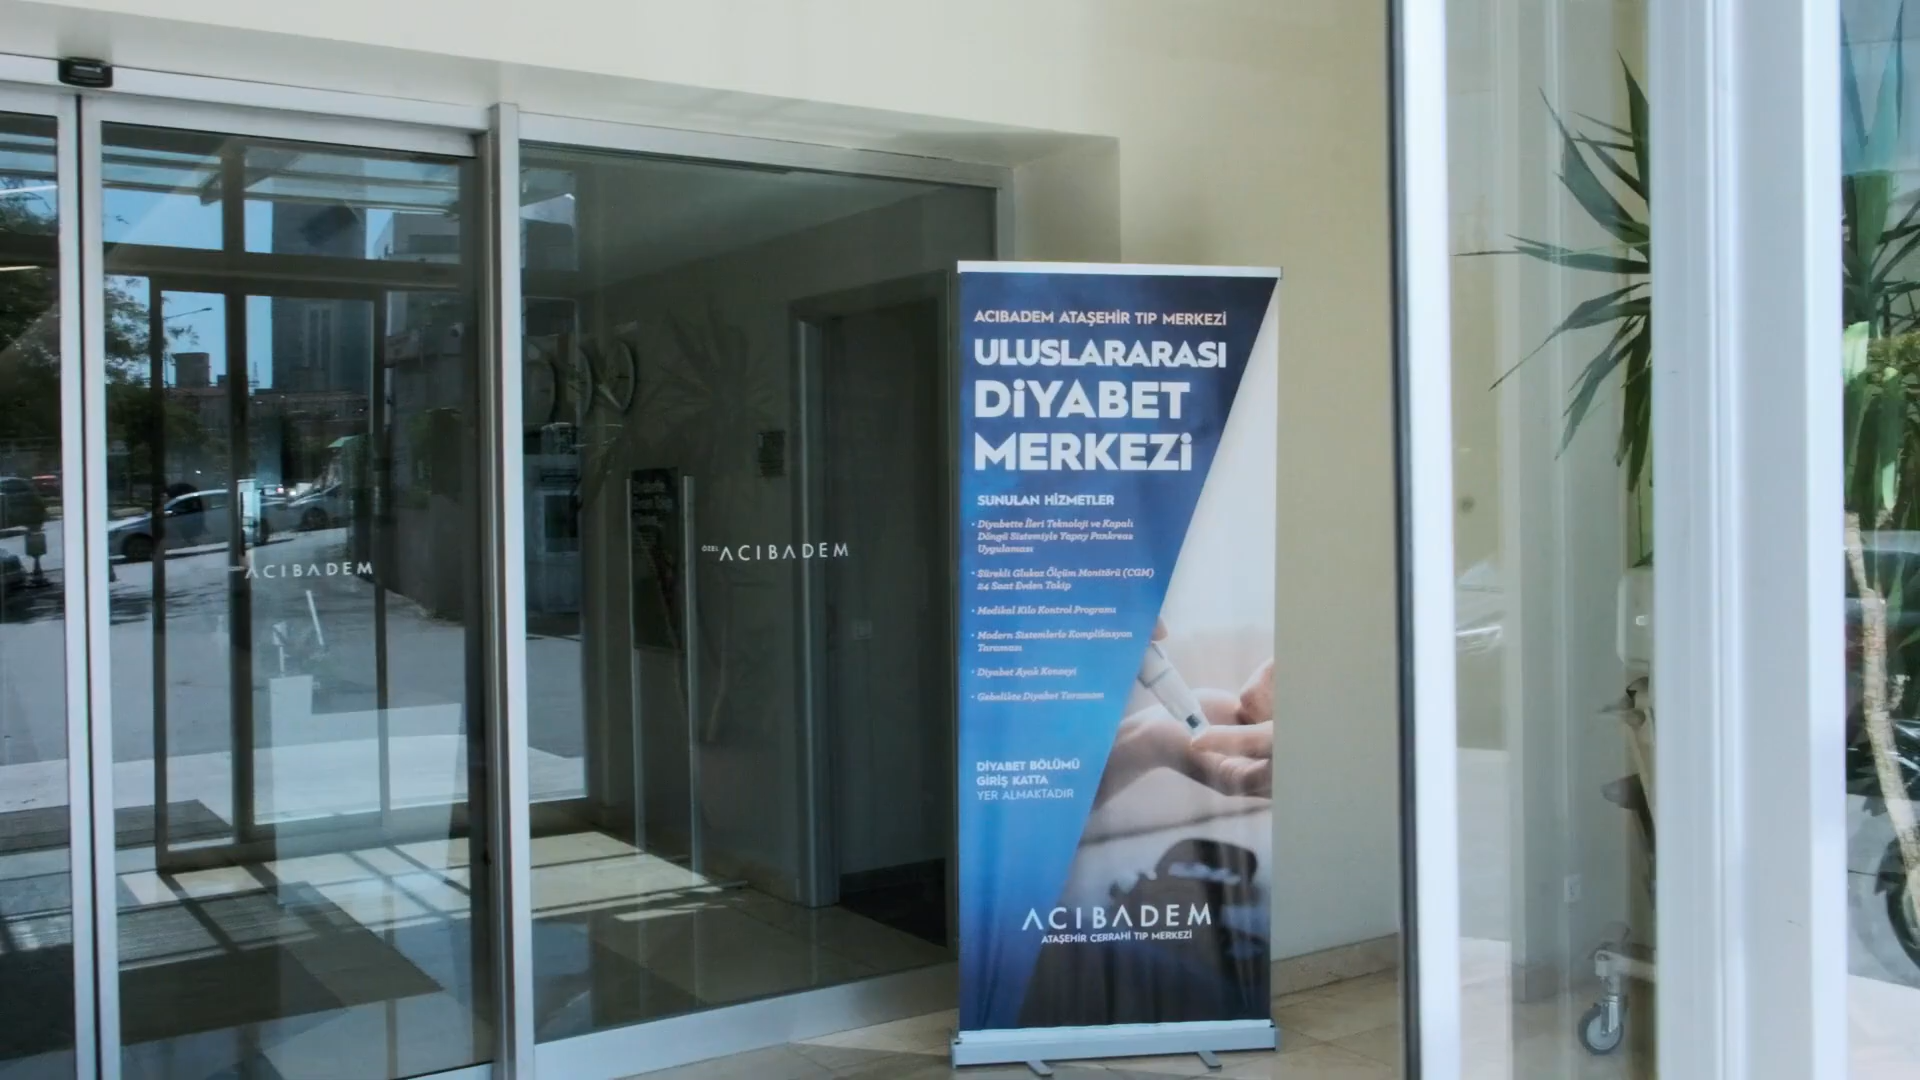 ACIBADEM
ÖZEL ACIBADEM
ACIBADEM ATAŞEHİR TIP MERKEZİ
ULUSLARARASI
DİYABET
MERKEZİ
SUNULAN HİZMETLER
• Diyabette İleri Teknoloji ve Kapalı
Döngü Sistemiyle Yapay Pankreas
Uygulaması
• Sürekli Glukoz Ölçüm Monitörü (CGM)
24 Saat Evden Takip
• Medikal Kilo Kontrol Programı
• Modern Sistemlerle Komplikasyon
Taraması
• Diyabet Ayak Konseyi
• Gebelikte Diyabet Taraması
DİYABET BÖLÜMÜ
GİRİŞ KATTA
YER ALMAKTADIR
ACIBADEM
ATAŞEHİR CERRAHİ TIP MERKEZİ